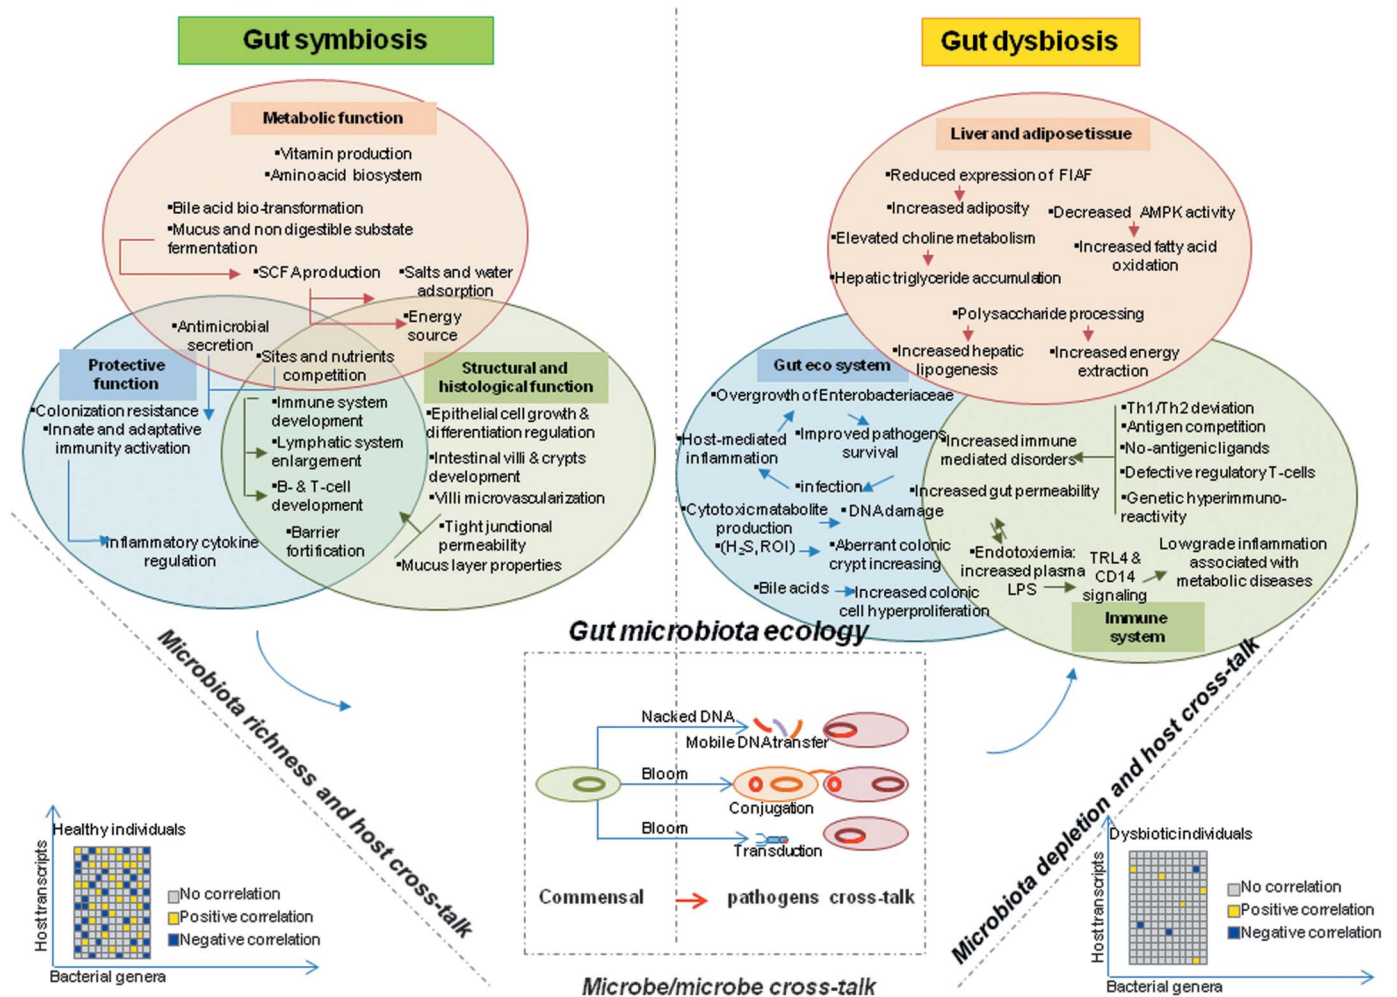 Gut symbiosis
Metabolic function
▪Vitamin production
▪Aminoacid biosystem
▪Bile acid bio-transformation
▪Mucus and non digestible substate
fermentation
▪SCFA production
▪Salts and water
adsorption
▪Energy
source
▪Antimicrobial
secretion
▪Sites and nutrients
competition
Protective
function
▪Colonization resistance
▪Innate and adaptative
immunity activation
▪Inflammatory cytokine
regulation
▪Immune system
development
▪Lymphatic system
enlargement
▪B- & T-cell
development
▪Barrier
fortification
Structural and
histological function
▪Epithelial cell growth &
differentiation regulation
▪Intestinal villi & crypts
development
▪Villi microvascularization
▪Tight junctional
permeability
▪Mucus layer properties
Gut dysbiosis
Liver and adipose tissue
▪Reduced expression of FIAF
▪Increased adiposity
▪Decreased AMPK activity
▪Increased fatty acid
oxidation
▪Elevated choline metabolism
▪Hepatic triglyceride accumulation
▪Polysaccharide processing
▪Increased hepatic
lipogenesis
▪Increased energy
extraction
Gut eco system
▪Overgrowth of Enterobacteriaceae
▪Host-mediated
inflammation
▪Improved pathogens
survival
▪infection
▪Cytotoxic matabolite
production
▪(H₂S, ROI)
▪DNA damage
▪Aberrant colonic
crypt increasing
▪Bile acids
▪Increased colonic
cell hyperproliferation
▪Th1/Th2 deviation
▪Antigen competition
▪No-antigenic ligands
▪Defective regulatory T-cells
▪Genetic hyperimmuno-
reactivity
▪Increased immune
mediated disorders
▪Increased gut permeability
▪Endotoxiemia:
increased plasma
LPS
TRL4 &
CD14
signaling
Lowgrade inflammation
associated with
metabolic diseases
Immune
system
Gut microbiota ecology
Microbiota richness and host cross-talk
Microbiota depletion and host cross-talk
Nacked DNA
Mobile DNA transfer
Bloom
Conjugation
Bloom
Transduction
Commensal
pathogens cross-talk
Microbe/microbe cross-talk
Healthy individuals
Host transcripts
Bacterial genera
No correlation
Positive correlation
Negative correlation
Dysbiotic individuals
Host transcripts
Bacterial genera
No correlation
Positive correlation
Negative correlation